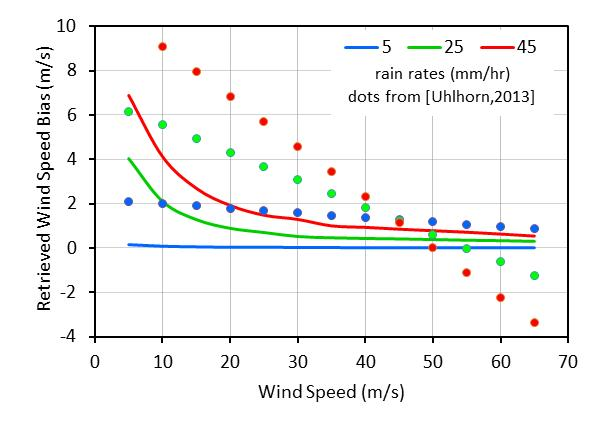 10
8
6
4
2
0
-2
-4
0 10 20 30 40 50 60 70
Retrieved Wind Speed Bias (m/s)
Wind Speed (m/s)
5 25 45
rain rates (mm/hr)
dots from [Uhlhorn,2013]